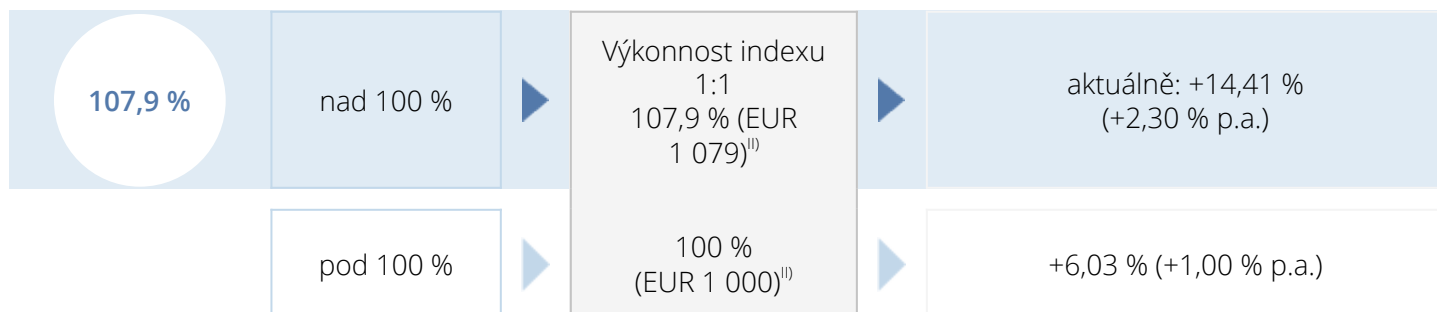 107,9 %
nad 100 %
Výkonnost indexu
1:1
107,9 % (EUR
1 079)II)
aktuálně: +14,41 %
(+2,30 % p.a.)
pod 100 %
100 %
(EUR 1 000)II)
+6,03 % (+1,00 % p.a.)